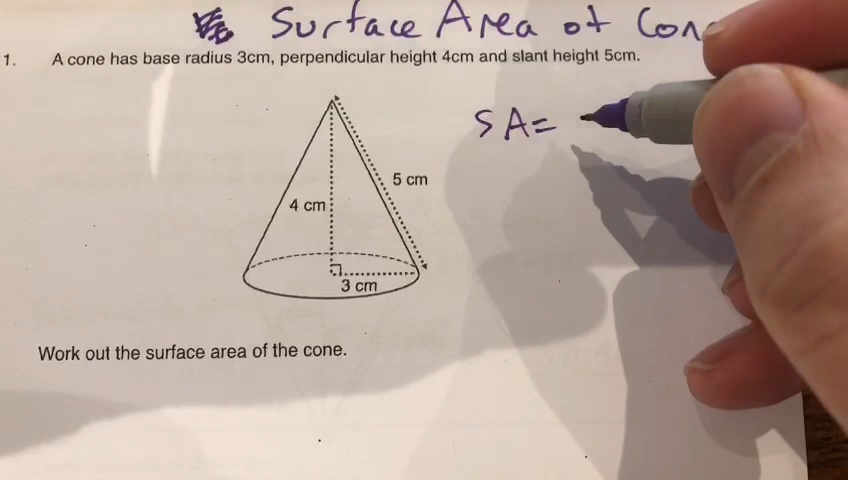 Surface Area of Con
1. A cone has base radius 3cm, perpendicular height 4cm and slant height 5cm.
SA=
5 cm
4 cm
3 cm
Work out the surface area of the cone.